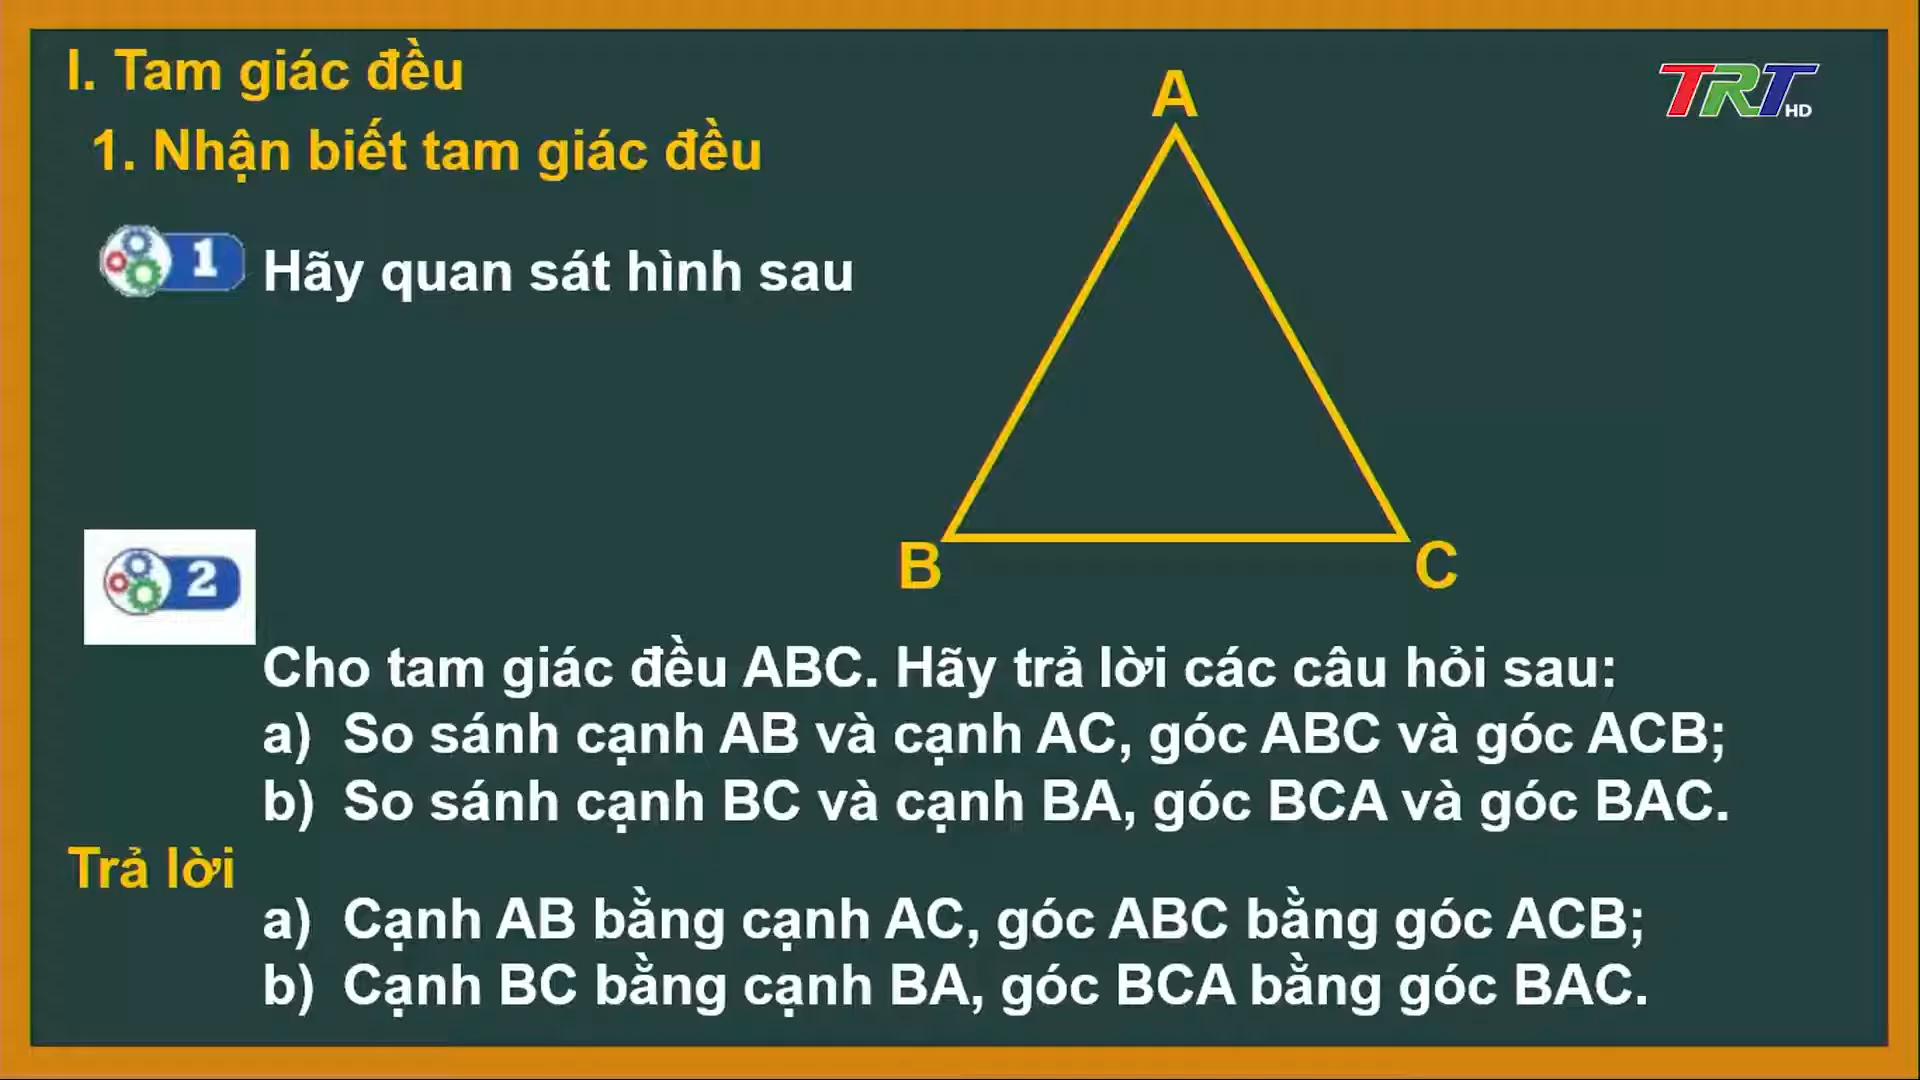 I. Tam giác đều
1. Nhận biết tam giác đều
1 Hãy quan sát hình sau
A
B
C
TRT HD
2
Cho tam giác đều ABC. Hãy trả lời các câu hỏi sau:
a) So sánh cạnh AB và cạnh AC, góc ABC và góc ACB;
b) So sánh cạnh BC và cạnh BA, góc BCA và góc BAC.
Trả lời
a) Cạnh AB bằng cạnh AC, góc ABC bằng góc ACB;
b) Cạnh BC bằng cạnh BA, góc BCA bằng góc BAC.